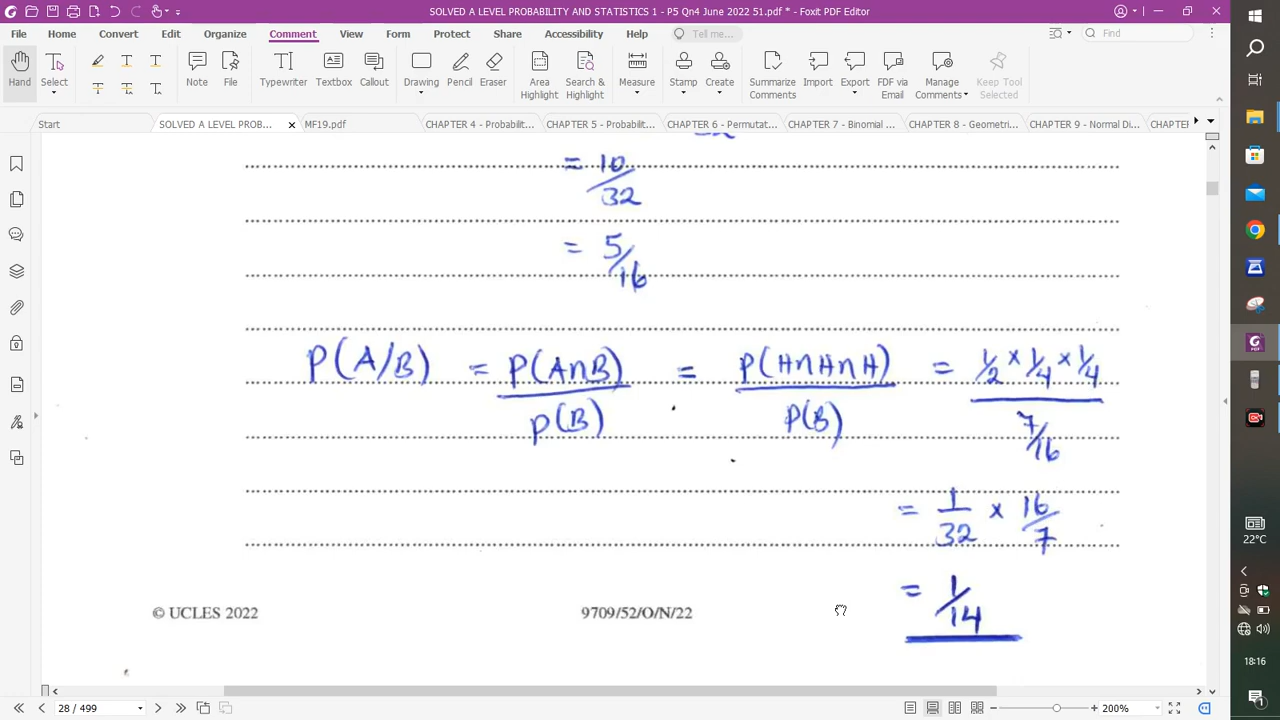 SOLVED A LEVEL PROBABILITY AND STATISTICS 1 - P5 Qn4 June 2022 51.pdf * - Foxit PDF Editor
File Home Convert Edit Organize Comment View Form Protect Share Accessibility Help Tell me... Find
Hand Select Note File Typewriter Textbox Callout Drawing Pencil Eraser Area Highlight Search & Highlight Measure Stamp Create Summarize Comments Import Export FDF via Email Manage Comments Keep Tool Selected
Start SOLVED A LEVEL PROB... MF19.pdf CHAPTER 4 - Probabilit... CHAPTER 5 - Probabilit... CHAPTER 6 - Permutat... CHAPTER 7 - Binomial ... CHAPTER 8 - Geometri... CHAPTER 9 - Normal Di... CHAPTER
= 10/32
= 5/16
P(A/B) = P(A∩B)/P(B) = P(H∩H∩H)/P(B) = 1/2 × 1/4 × 1/4 / 7/16
= 1/32 × 16/7
= 1/14
© UCLES 2022 9709/52/O/N/22
28 / 499 200%
22°C
18:16